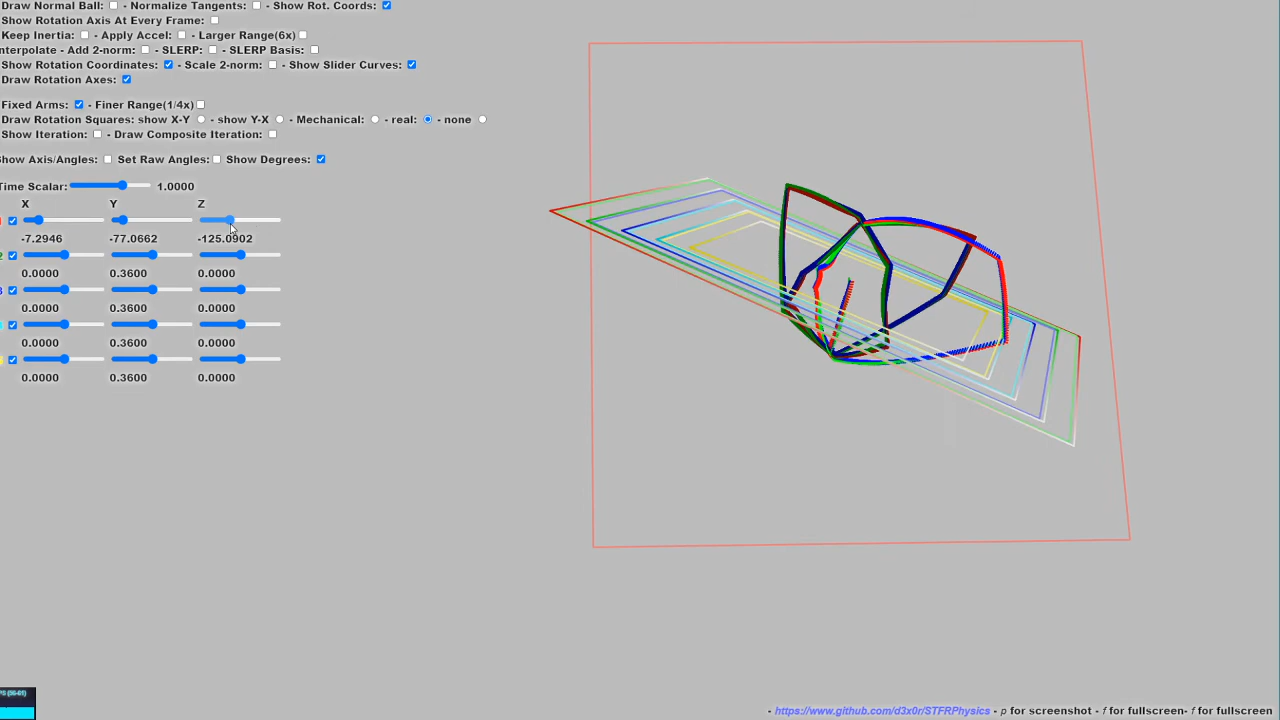 Draw Normal Ball: - Normalize Tangents: - Show Rot. Coords:
Show Rotation Axis At Every Frame:
Keep Inertia: - Apply Accel: - Larger Range(6x)
nterpolate - Add 2-norm: - SLERP: - SLERP Basis:
Show Rotation Coordinates: - Scale 2-norm: - Show Slider Curves:
Draw Rotation Axes:
Fixed Arms: - Finer Range(1/4x)
Draw Rotation Squares: show X-Y - show Y-X - Mechanical: - real: - none
Show Iteration: - Draw Composite Iteration:
Show Axis/Angles: Set Raw Angles: Show Degrees:
Time Scalar: 1.0000
X Y Z
-7.2946 -77.0662 -125.0902
2
0.0000 0.3600 0.0000
0.0000 0.3600 0.0000
0.0000 0.3600 0.0000
0.0000 0.3600 0.0000
- https://www.github.com/d3x0r/STFRPhysics - p for screenshot - f for fullscreen- f for fullscreen